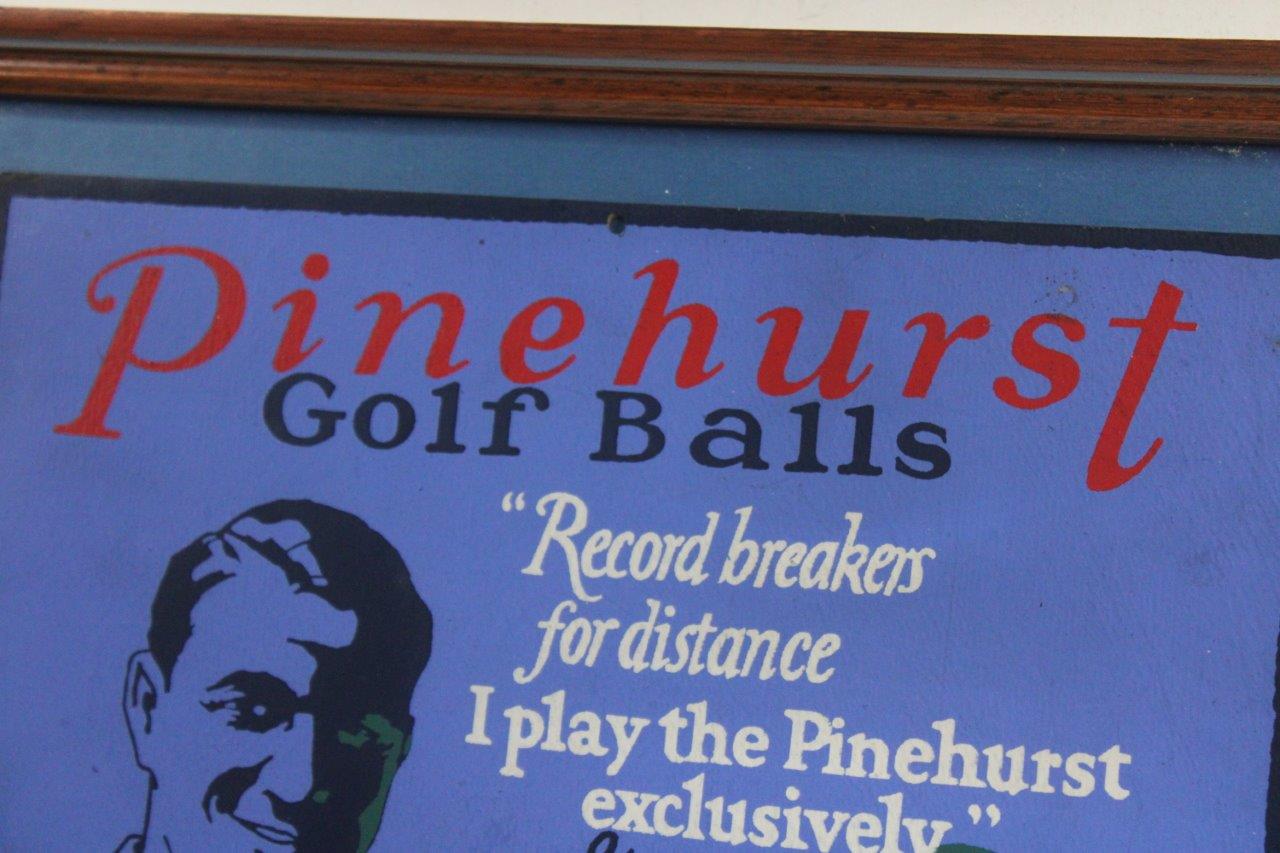 Pinehurst
Golf Balls
“Record breakers
for distance
I play the Pinehurst
exclusively.”